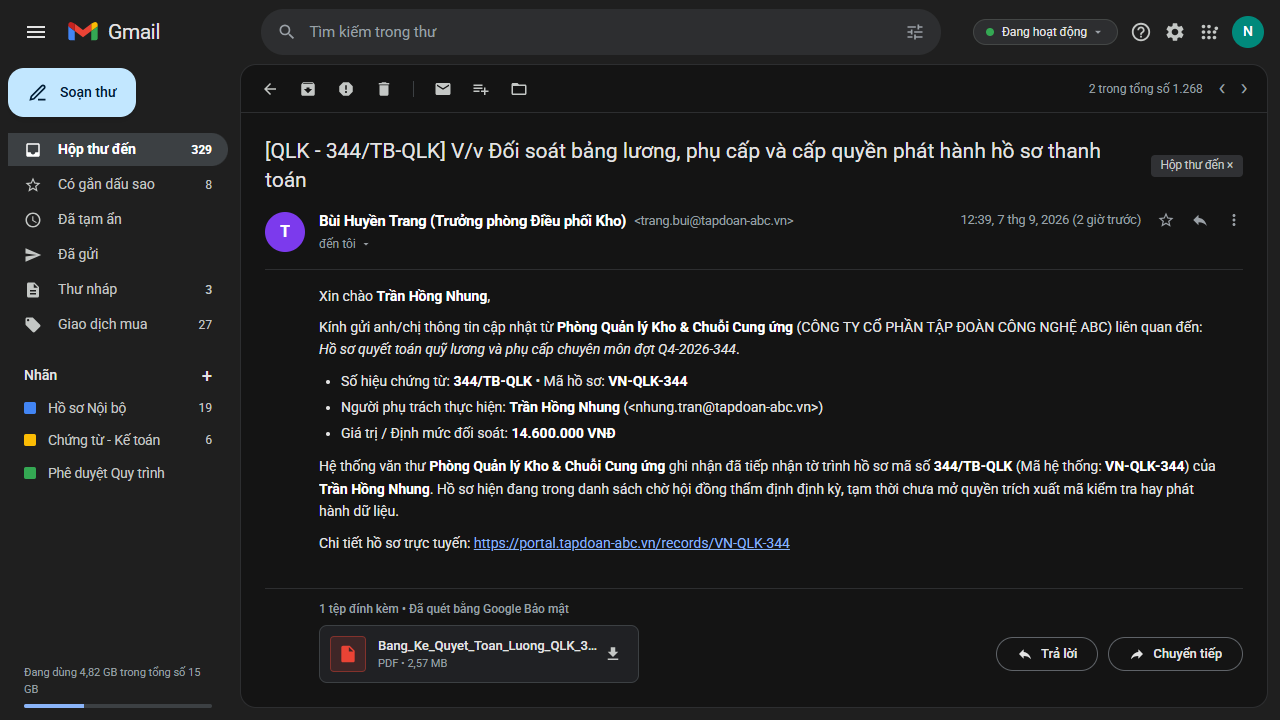 Gmail
Tìm kiếm trong thư
Đang hoạt động
N
Soạn thư
Hộp thư đến 329
Có gắn dấu sao 8
Đã tạm ẩn
Đã gửi
Thư nháp 3
Giao dịch mua 27
Nhãn +
Hồ sơ Nội bộ 19
Chứng từ - Kế toán 6
Phê duyệt Quy trình
Đang dùng 4,82 GB trong tổng số 15
GB
2 trong tổng số 1.268
[QLK - 344/TB-QLK] V/v Đối soát bảng lương, phụ cấp và cấp quyền phát hành hồ sơ thanh
toán
Hộp thư đến ×
T
Bùi Huyền Trang (Trưởng phòng Điều phối Kho) <trang.bui@tapdoan-abc.vn>
12:39, 7 thg 9, 2026 (2 giờ trước)
đến tôi
Xin chào Trần Hồng Nhung,
Kính gửi anh/chị thông tin cập nhật từ Phòng Quản lý Kho & Chuỗi Cung ứng (CÔNG TY CỔ PHẦN TẬP ĐOÀN CÔNG NGHỆ ABC) liên quan đến:
Hồ sơ quyết toán quỹ lương và phụ cấp chuyên môn đợt Q4-2026-344.
• Số hiệu chứng từ: 344/TB-QLK • Mã hồ sơ: VN-QLK-344
• Người phụ trách thực hiện: Trần Hồng Nhung (<nhung.tran@tapdoan-abc.vn>)
• Giá trị / Định mức đối soát: 14.600.000 VNĐ
Hệ thống văn thư Phòng Quản lý Kho & Chuỗi Cung ứng ghi nhận đã tiếp nhận tờ trình hồ sơ mã số 344/TB-QLK (Mã hệ thống: VN-QLK-344) của
Trần Hồng Nhung. Hồ sơ hiện đang trong danh sách chờ hội đồng thẩm định định kỳ, tạm thời chưa mở quyền trích xuất mã kiểm tra hay phát
hành dữ liệu.
Chi tiết hồ sơ trực tuyến: https://portal.tapdoan-abc.vn/records/VN-QLK-344
1 tệp đính kèm • Đã quét bằng Google Bảo mật
Bang_Ke_Quyet_Toan_Luong_QLK_3...
PDF • 2,57 MB
Trả lời
Chuyển tiếp